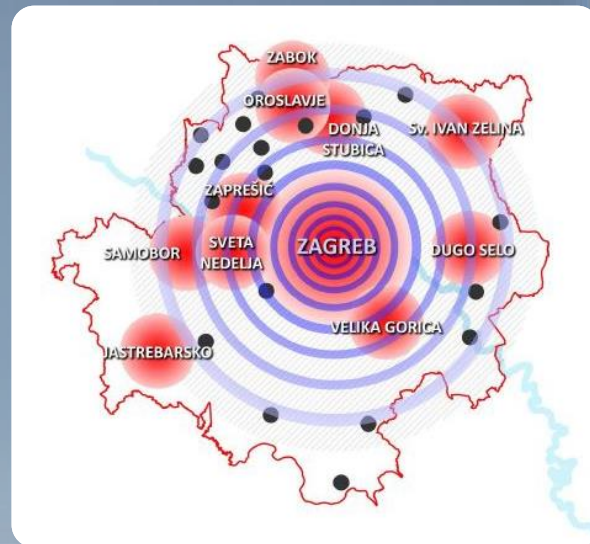 ZABOK
OROSLAVJE
DONJA
STUBICA
Sv. IVAN ZELINA
ZAPREŠIĆ
SAMOBOR
SVETA
NEDELJA
ZAGREB
DUGO SELO
VELIKA GORICA
JASTREBARSKO